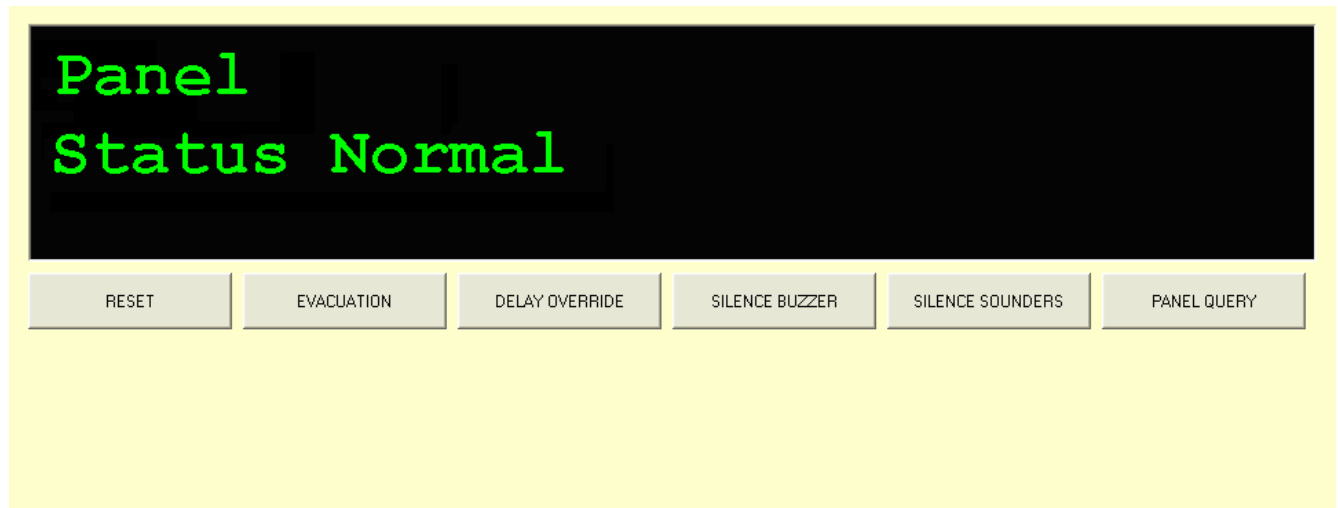 Panel
Status Normal
RESET EVACUATION DELAY OVERRIDE SILENCE BUZZER SILENCE SOUNDERS PANEL QUERY